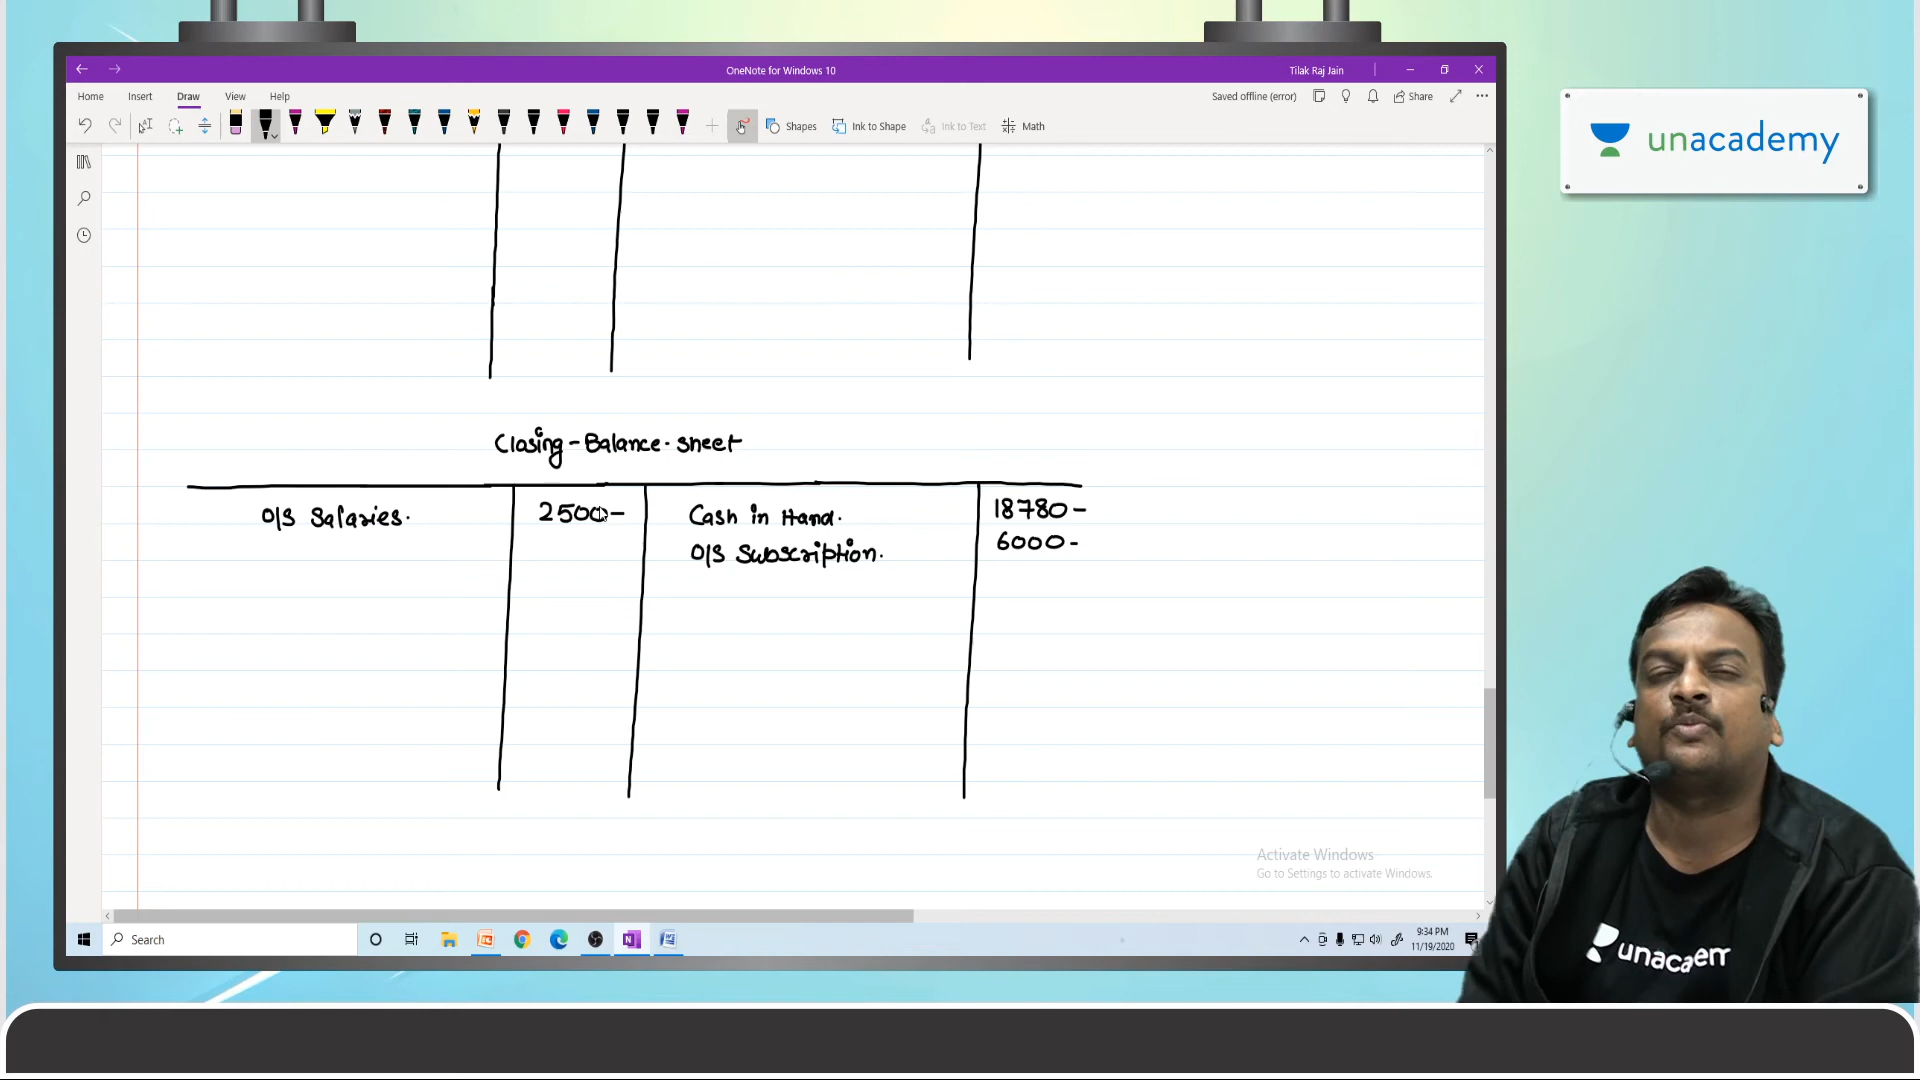 OneNote for Windows 10
Tilak Raj Jain
Home Insert Draw View Help
Saved offline (error)
Share
Shapes
Ink to Shape
Ink to Text
Math
unacademy
Closing-Balance-sheet
O/S Salaries. 2500- Cash in Hand. 18780-
O/S Subscription. 6000-
Activate Windows
Go to Settings to activate Windows.
Search
9:34 PM
11/19/2020
unacaem